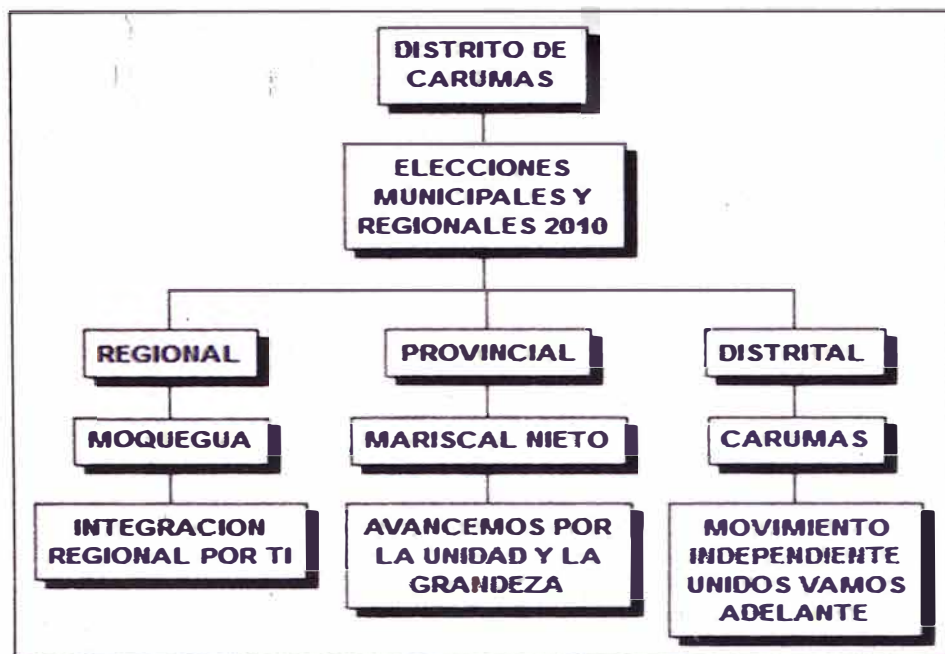 DISTRITO DE
CARUMAS
ELECCIONES
MUNICIPALES Y
REGIONALES 2010
REGIONAL
PROVINCIAL
DISTRITAL
MOQUEGUA
MARISCAL NIETO
CARUMAS
INTEGRACION
REGIONAL POR TI
AVANCEMOS POR
LA UNIDAD Y LA
GRANDEZA
MOVIMIENTO
INDEPENDIENTE
UNIDOS VAMOS
ADELANTE